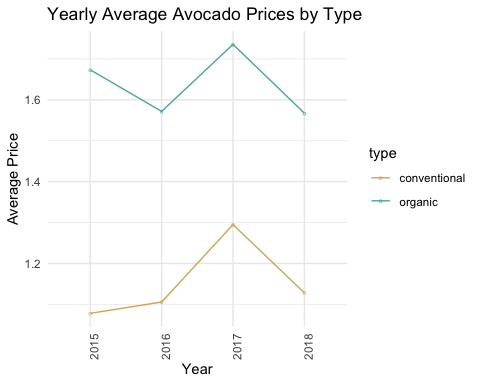 Yearly Average Avocado Prices by Type
Average Price
1.6
1.4
1.2
2015
2016
2017
2018
Year
type
conventional
organic